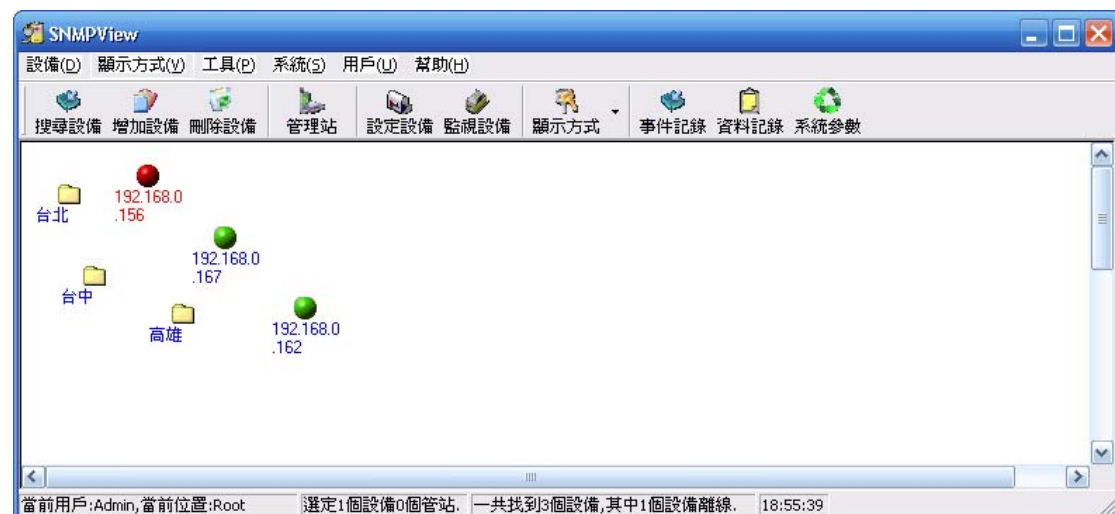 SNMPView
設備(D) 顯示方式(V) 工具(P) 系統(S) 用戶(U) 幫助(H)
搜尋設備 增加設備 刪除設備 管理站 設定設備 監視設備 顯示方式 事件記錄 資料記錄 系統參數
台北
192.168.0
.156
192.168.0
.167
台中
高雄
192.168.0
.162
當前用戶:Admin,當前位置:Root 選定1個設備0個管站. 一共找到3個設備,其中1個設備離線. 18:55:39